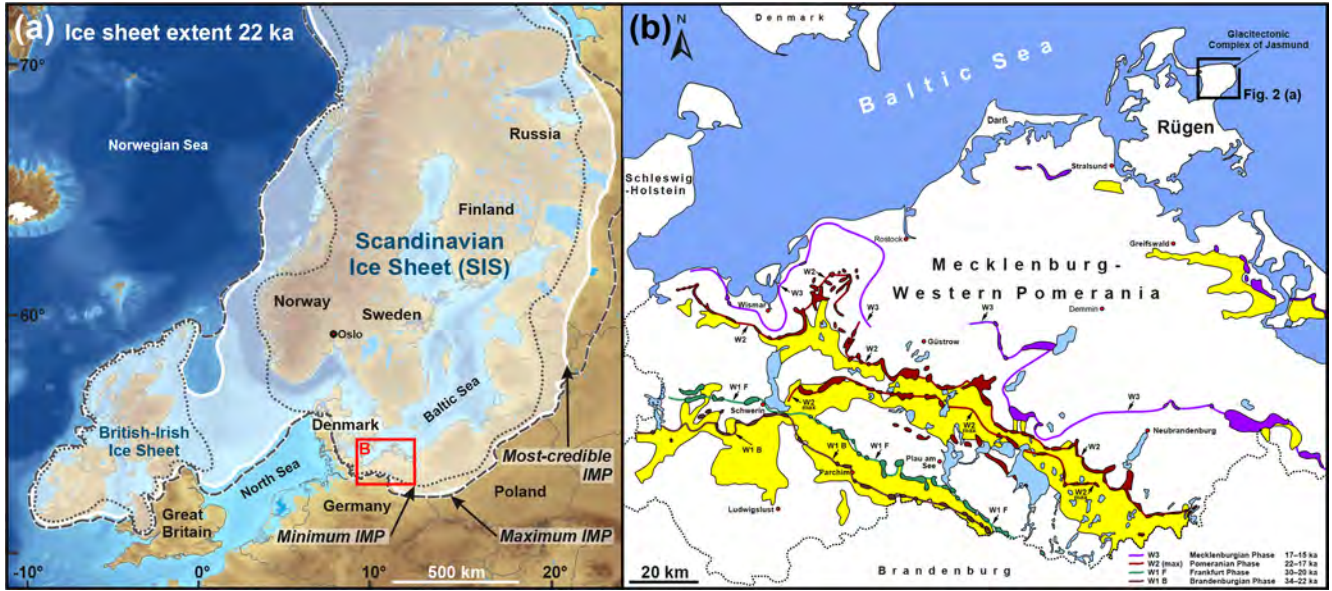 (a) Ice sheet extent 22 ka
70°
Norwegian Sea
Russia
Finland
Scandinavian
Ice Sheet (SIS)
Norway
Sweden
Oslo
60°
Baltic Sea
British-Irish
Ice Sheet
Denmark
B
North Sea
Most-credible
IMP
Poland
Great
Britain
Germany
Minimum IMP
Maximum IMP
-10°
0°
10°
500 km
20°
(b)
N
Denmark
Glacitectonic
Complex of Jasmund
Fig. 2 (a)
Baltic Sea
Darß
Rügen
Stralsund
Schleswig
-Holstein
Rostock
Greifswald
Mecklenburg-
Western Pomerania
W2
Wismar
W3
W3
Demmin
W3
W2
W2
Güstrow
W1 F
Schwerin
W2
max
W2
max
W3
W2
Neubrandenburg
W1 B
W1 B
W1 F
Plau am
See
Parchim
W2
max
Ludwigslust
W1 F
Brandenburg
20 km
W3 Mecklenburgian Phase 17–15 ka
W2 (max) Pomeranian Phase 22–17 ka
W1 F Frankfurt Phase 30–20 ka
W1 B Brandenburgian Phase 34–22 ka